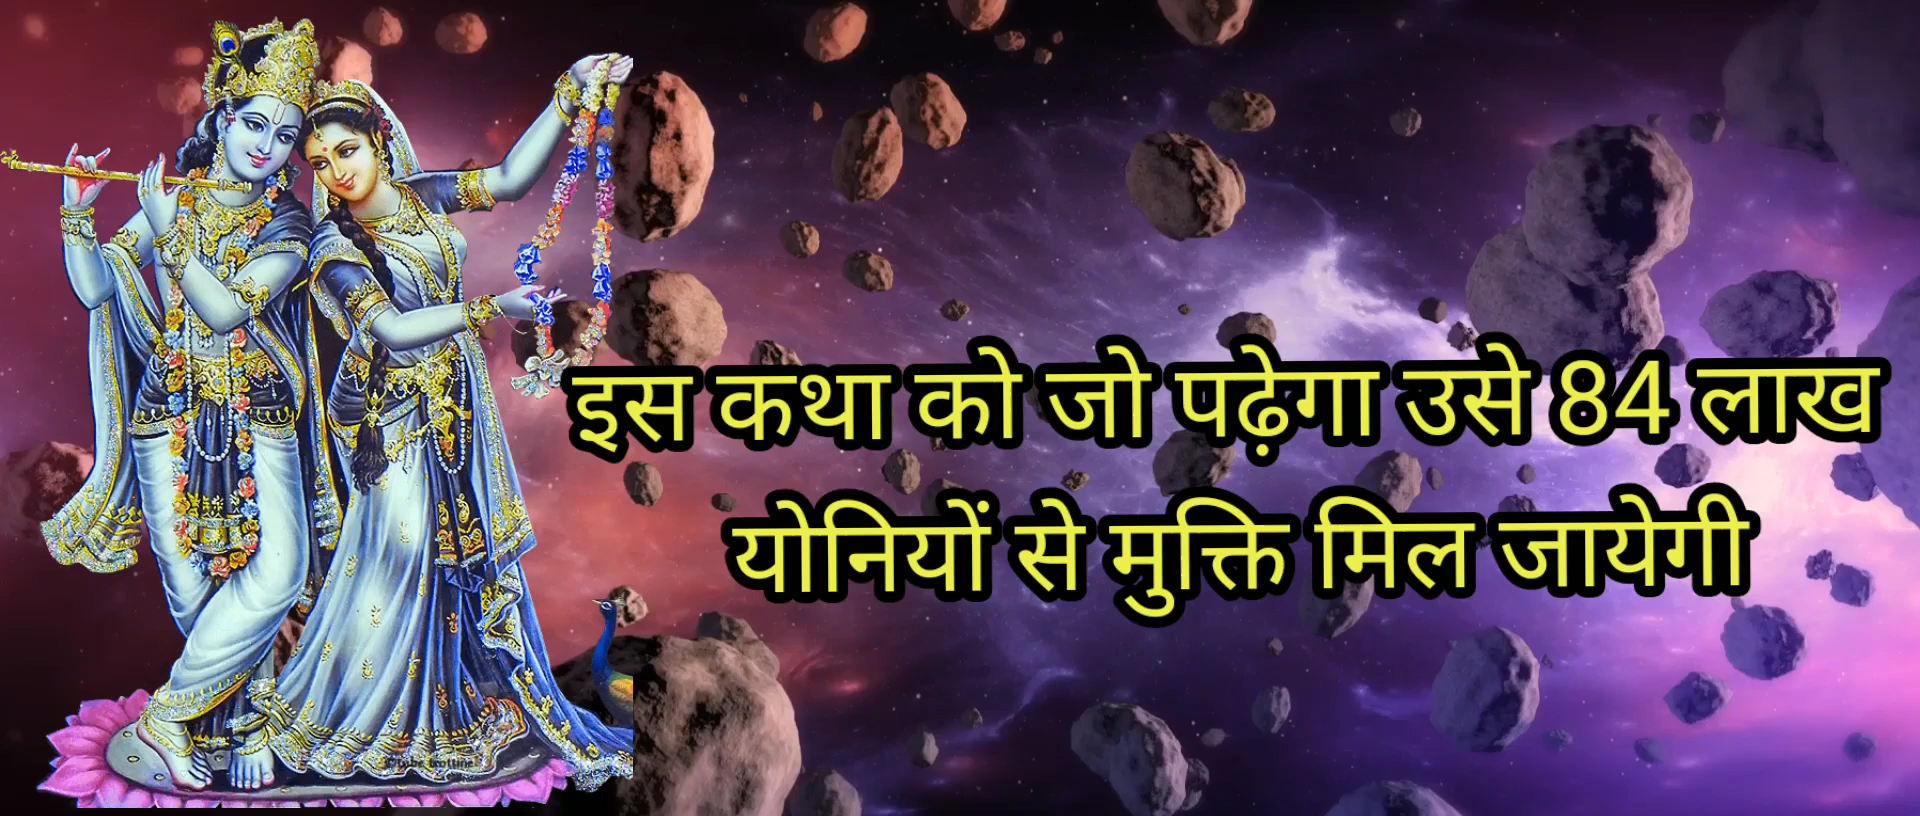 इस कथा को जो पढ़ेगा उसे 84 लाख
योनियों से मुक्ति मिल जायेगी